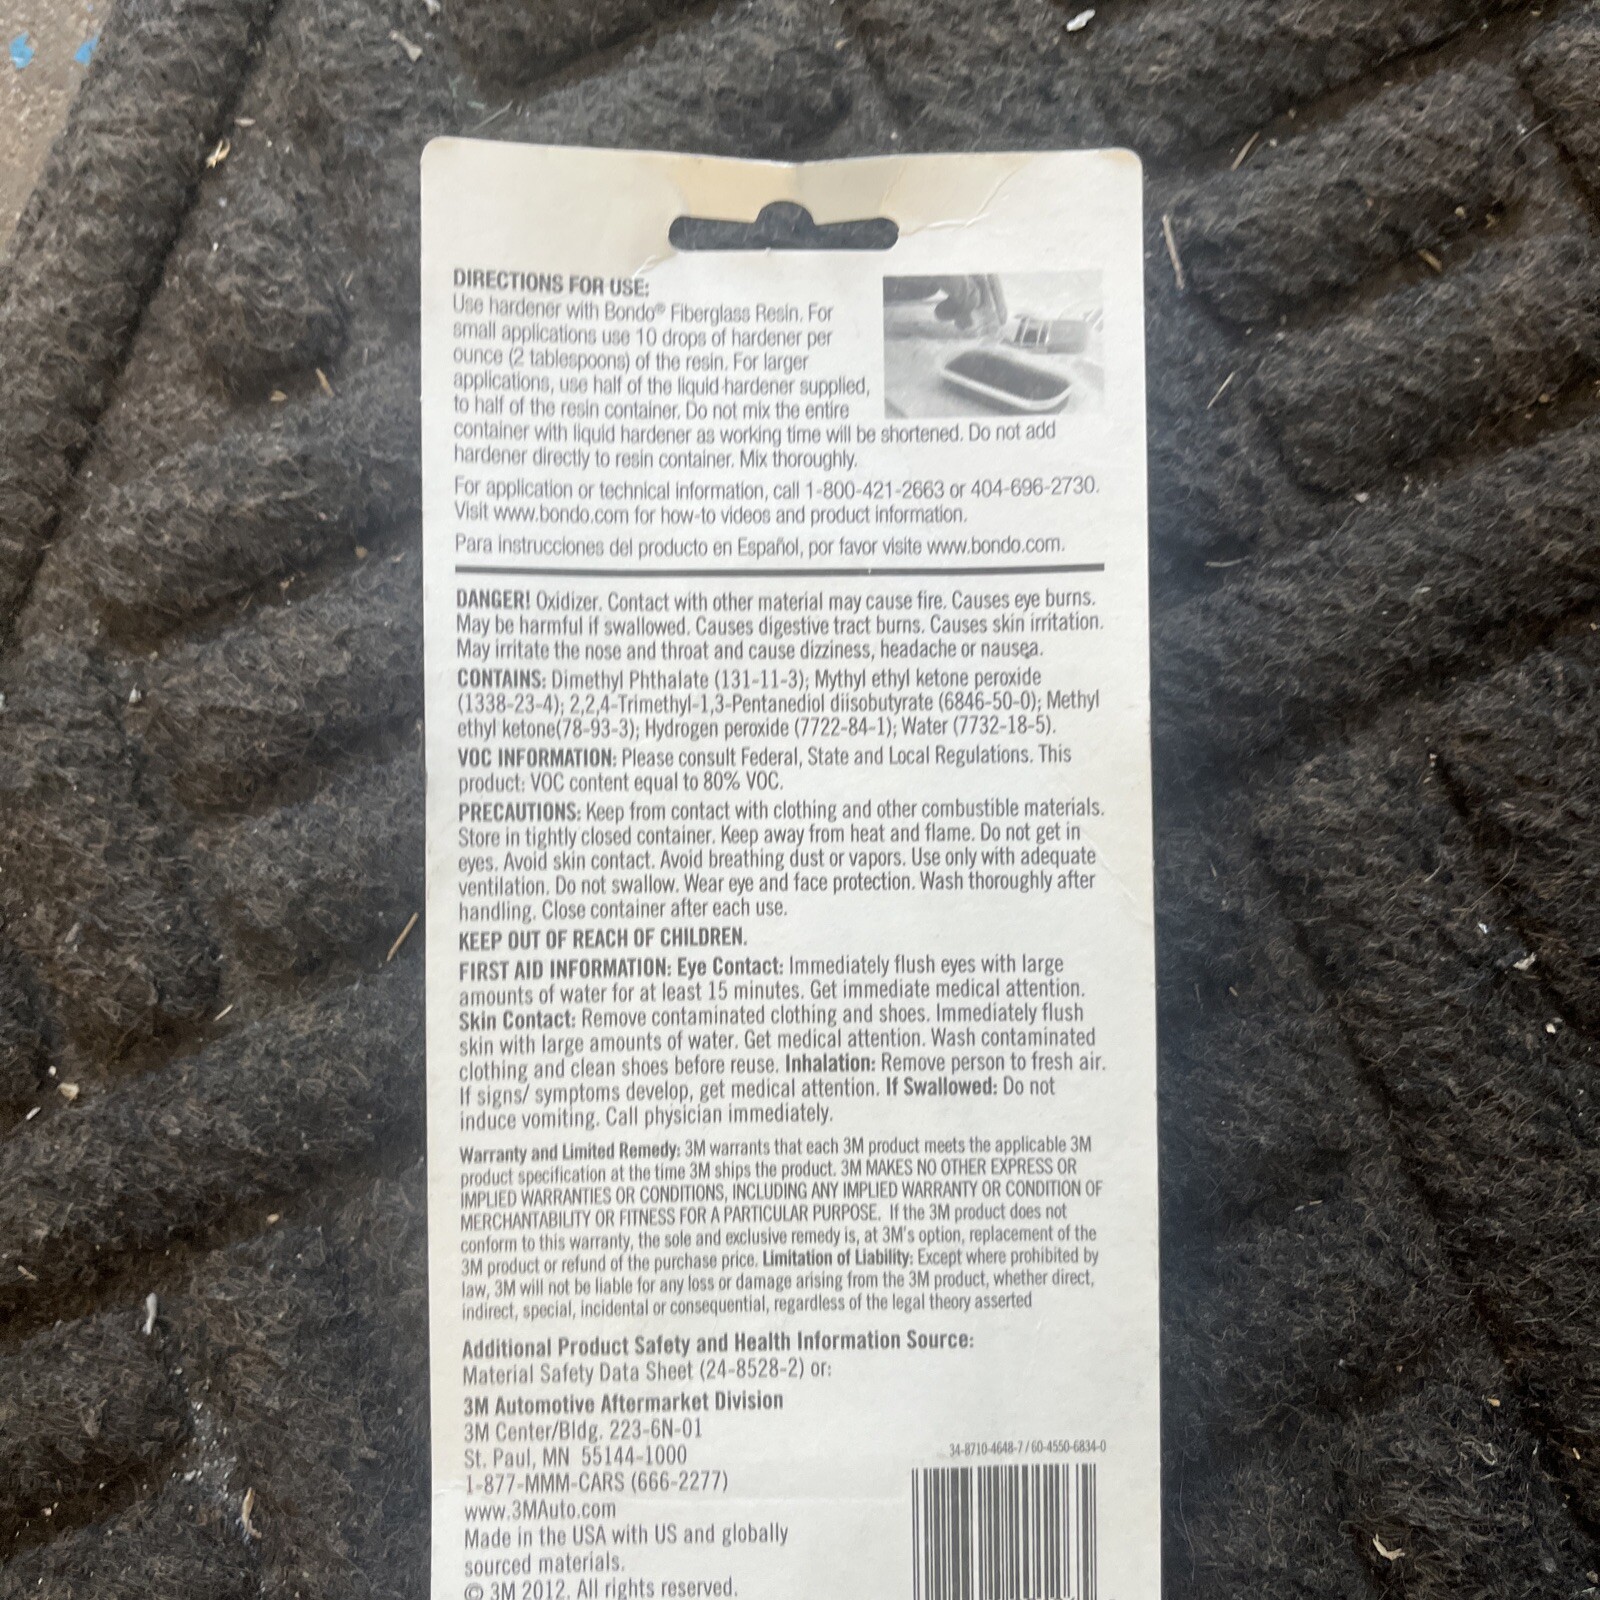 DIRECTIONS FOR USE:
Use hardener with Bondo® Fiberglass Resin. For
small applications use 10 drops of hardener per
ounce (2 tablespoons) of the resin. For larger
applications, use half of the liquid hardener supplied,
to half of the resin container. Do not mix the entire
container with liquid hardener as working time will be shortened. Do not add
hardener directly to resin container. Mix thoroughly.
For application or technical information, call 1-800-421-2663 or 404-696-2730.
Visit www.bondo.com for how-to videos and product information.
Para instrucciones del producto en Español, por favor visite www.bondo.com.
DANGER! Oxidizer. Contact with other material may cause fire. Causes eye burns.
May be harmful if swallowed. Causes digestive tract burns. Causes skin irritation.
May irritate the nose and throat and cause dizziness, headache or nausea.
CONTAINS: Dimethyl Phthalate (131-11-3); Mythyl ethyl ketone peroxide
(1338-23-4); 2,2,4-Trimethyl-1,3-Pentanediol diisobutyrate (6846-50-0); Methyl
ethyl ketone(78-93-3); Hydrogen peroxide (7722-84-1); Water (7732-18-5).
VOC INFORMATION: Please consult Federal, State and Local Regulations. This
product: VOC content equal to 80% VOC.
PRECAUTIONS: Keep from contact with clothing and other combustible materials.
Store in tightly closed container. Keep away from heat and flame. Do not get in
eyes. Avoid skin contact. Avoid breathing dust or vapors. Use only with adequate
ventilation. Do not swallow. Wear eye and face protection. Wash thoroughly after
handling. Close container after each use.
KEEP OUT OF REACH OF CHILDREN.
FIRST AID INFORMATION: Eye Contact: Immediately flush eyes with large
amounts of water for at least 15 minutes. Get immediate medical attention.
Skin Contact: Remove contaminated clothing and shoes. Immediately flush
skin with large amounts of water. Get medical attention. Wash contaminated
clothing and clean shoes before reuse. Inhalation: Remove person to fresh air.
If signs/ symptoms develop, get medical attention. If Swallowed: Do not
induce vomiting. Call physician immediately.
Warranty and Limited Remedy: 3M warrants that each 3M product meets the applicable 3M
product specification at the time 3M ships the product. 3M MAKES NO OTHER EXPRESS OR
IMPLIED WARRANTIES OR CONDITIONS, INCLUDING ANY IMPLIED WARRANTY OR CONDITION OF
MERCHANTABILITY OR FITNESS FOR A PARTICULAR PURPOSE. If the 3M product does not
conform to this warranty, the sole and exclusive remedy is, at 3M's option, replacement of the
3M product or refund of the purchase price. Limitation of Liability: Except where prohibited by
law, 3M will not be liable for any loss or damage arising from the 3M product, whether direct,
indirect, special, incidental or consequential, regardless of the legal theory asserted
Additional Product Safety and Health Information Source:
Material Safety Data Sheet (24-8528-2) or:
3M Automotive Aftermarket Division
3M Center/Bldg. 223-6N-01
St. Paul, MN 55144-1000
1-877-MMM-CARS (666-2277)
www.3MAuto.com
Made in the USA with US and globally
sourced materials.
© 3M 2012. All rights reserved.
34-8710-4648-7 / 60-4550-6834-0